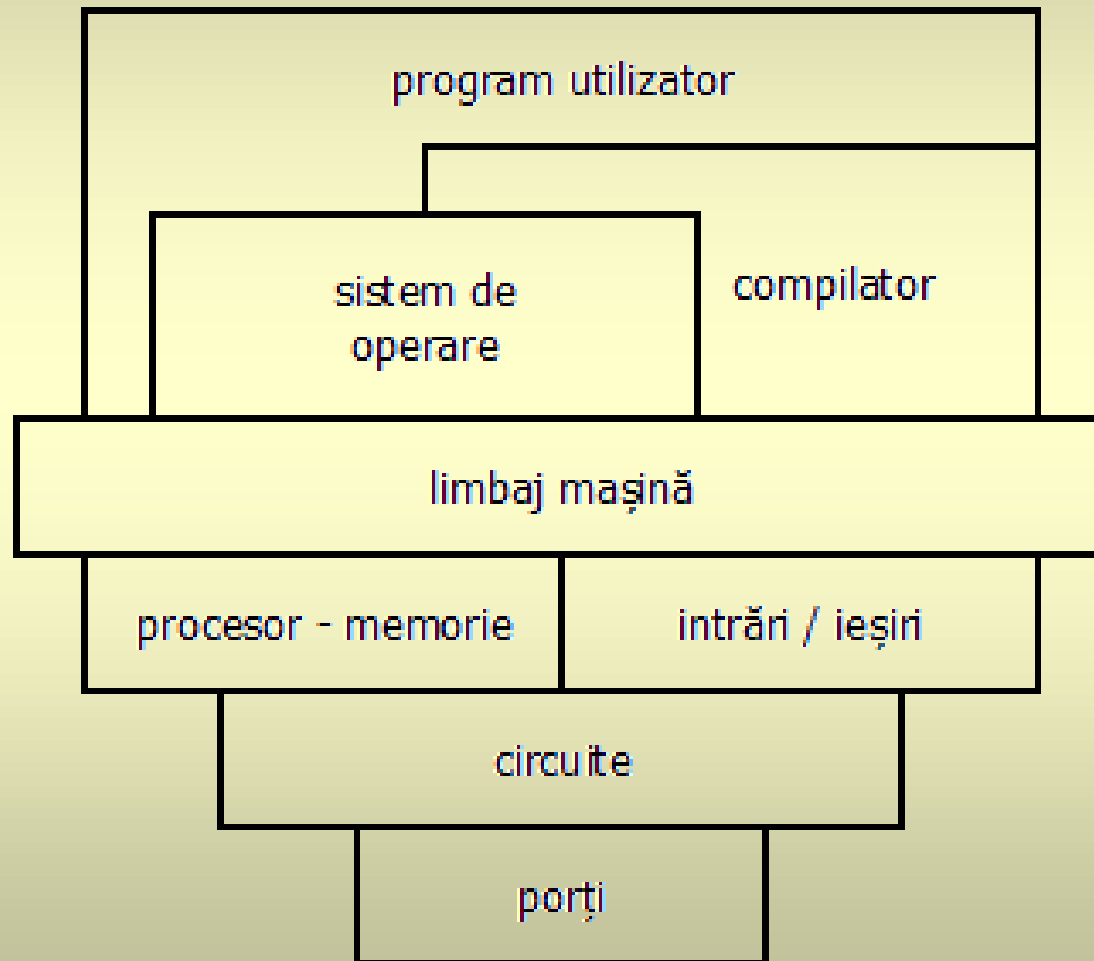 program utilizator
sistem de
operare
compilator
limbaj mașină
procesor - memorie
intrări / ieșiri
circuite
porți